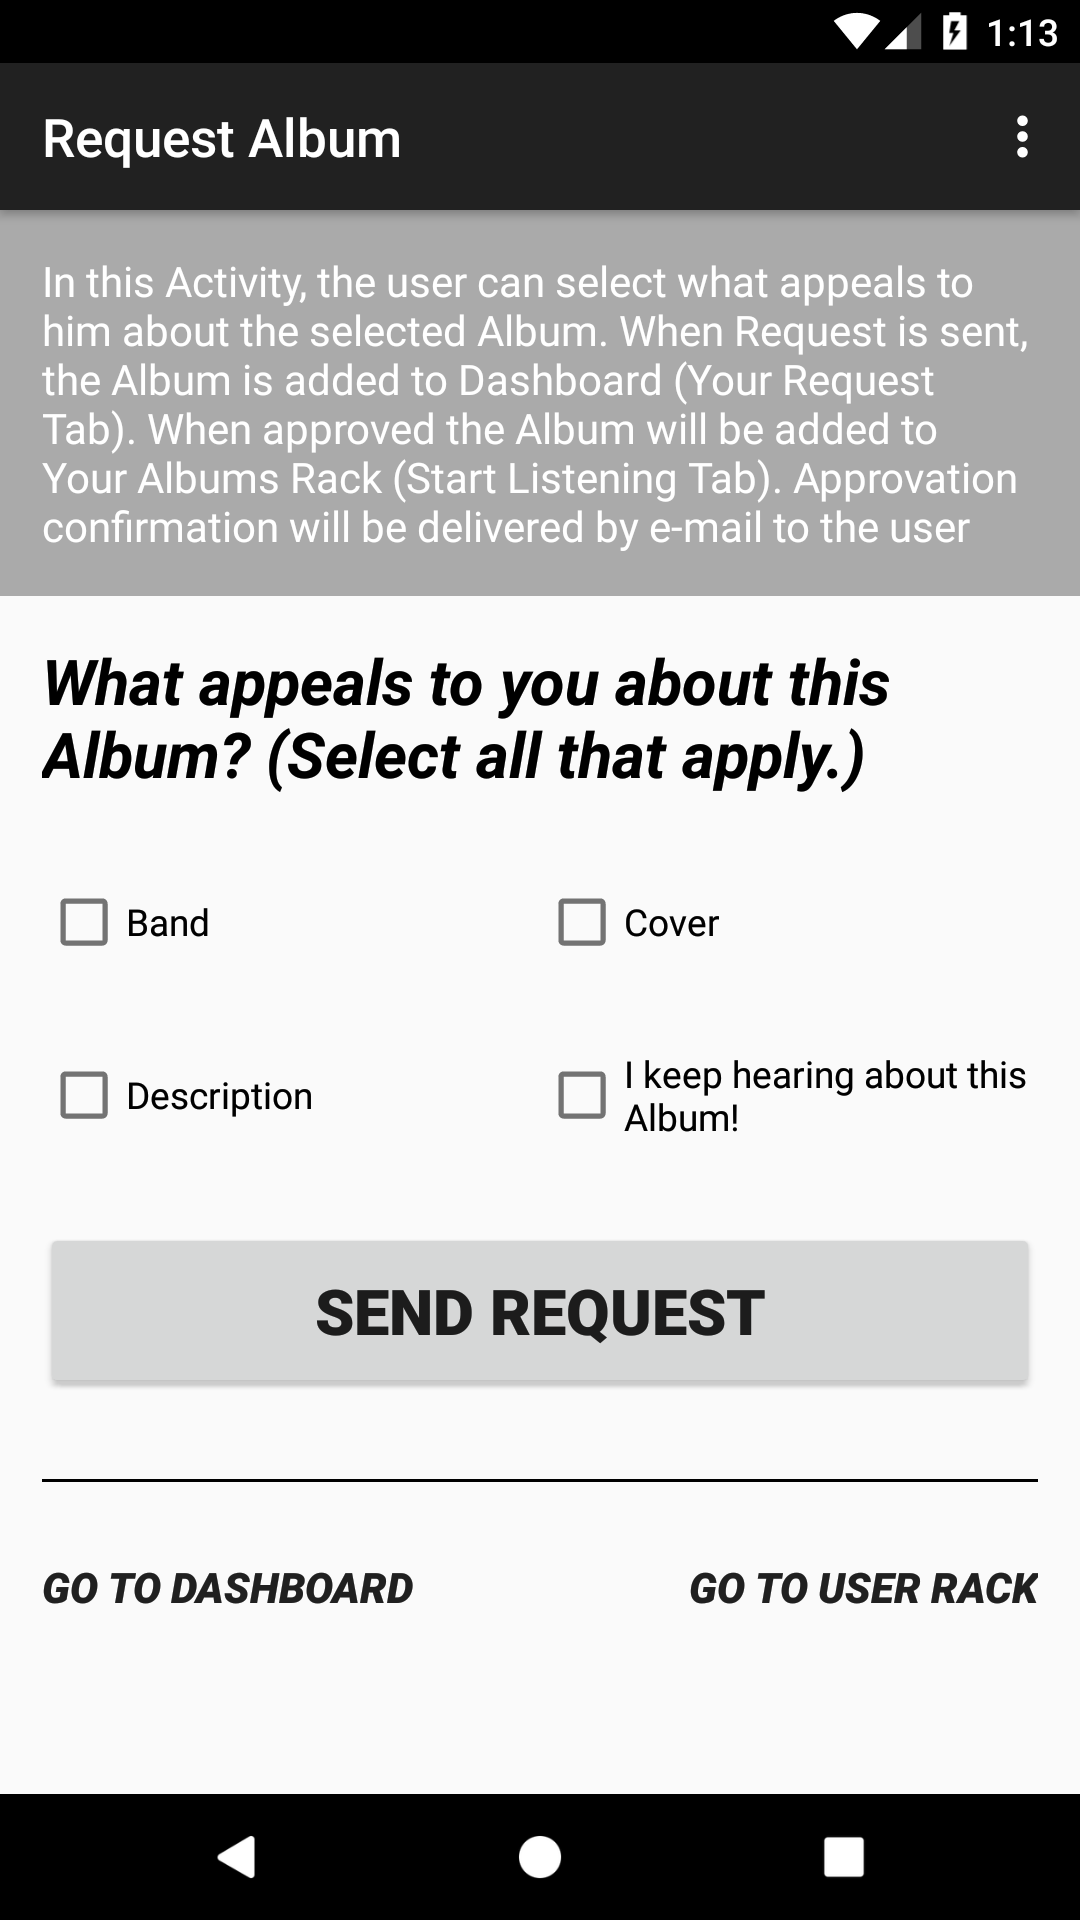 1:13
Request Album
In this Activity, the user can select what appeals to
him about the selected Album. When Request is sent,
the Album is added to Dashboard (Your Request
Tab). When approved the Album will be added to
Your Albums Rack (Start Listening Tab). Approvation
confirmation will be delivered by e-mail to the user
What appeals to you about this
Album? (Select all that apply.)
Band
Cover
Description
I keep hearing about this
Album!
SEND REQUEST
GO TO DASHBOARD
GO TO USER RACK